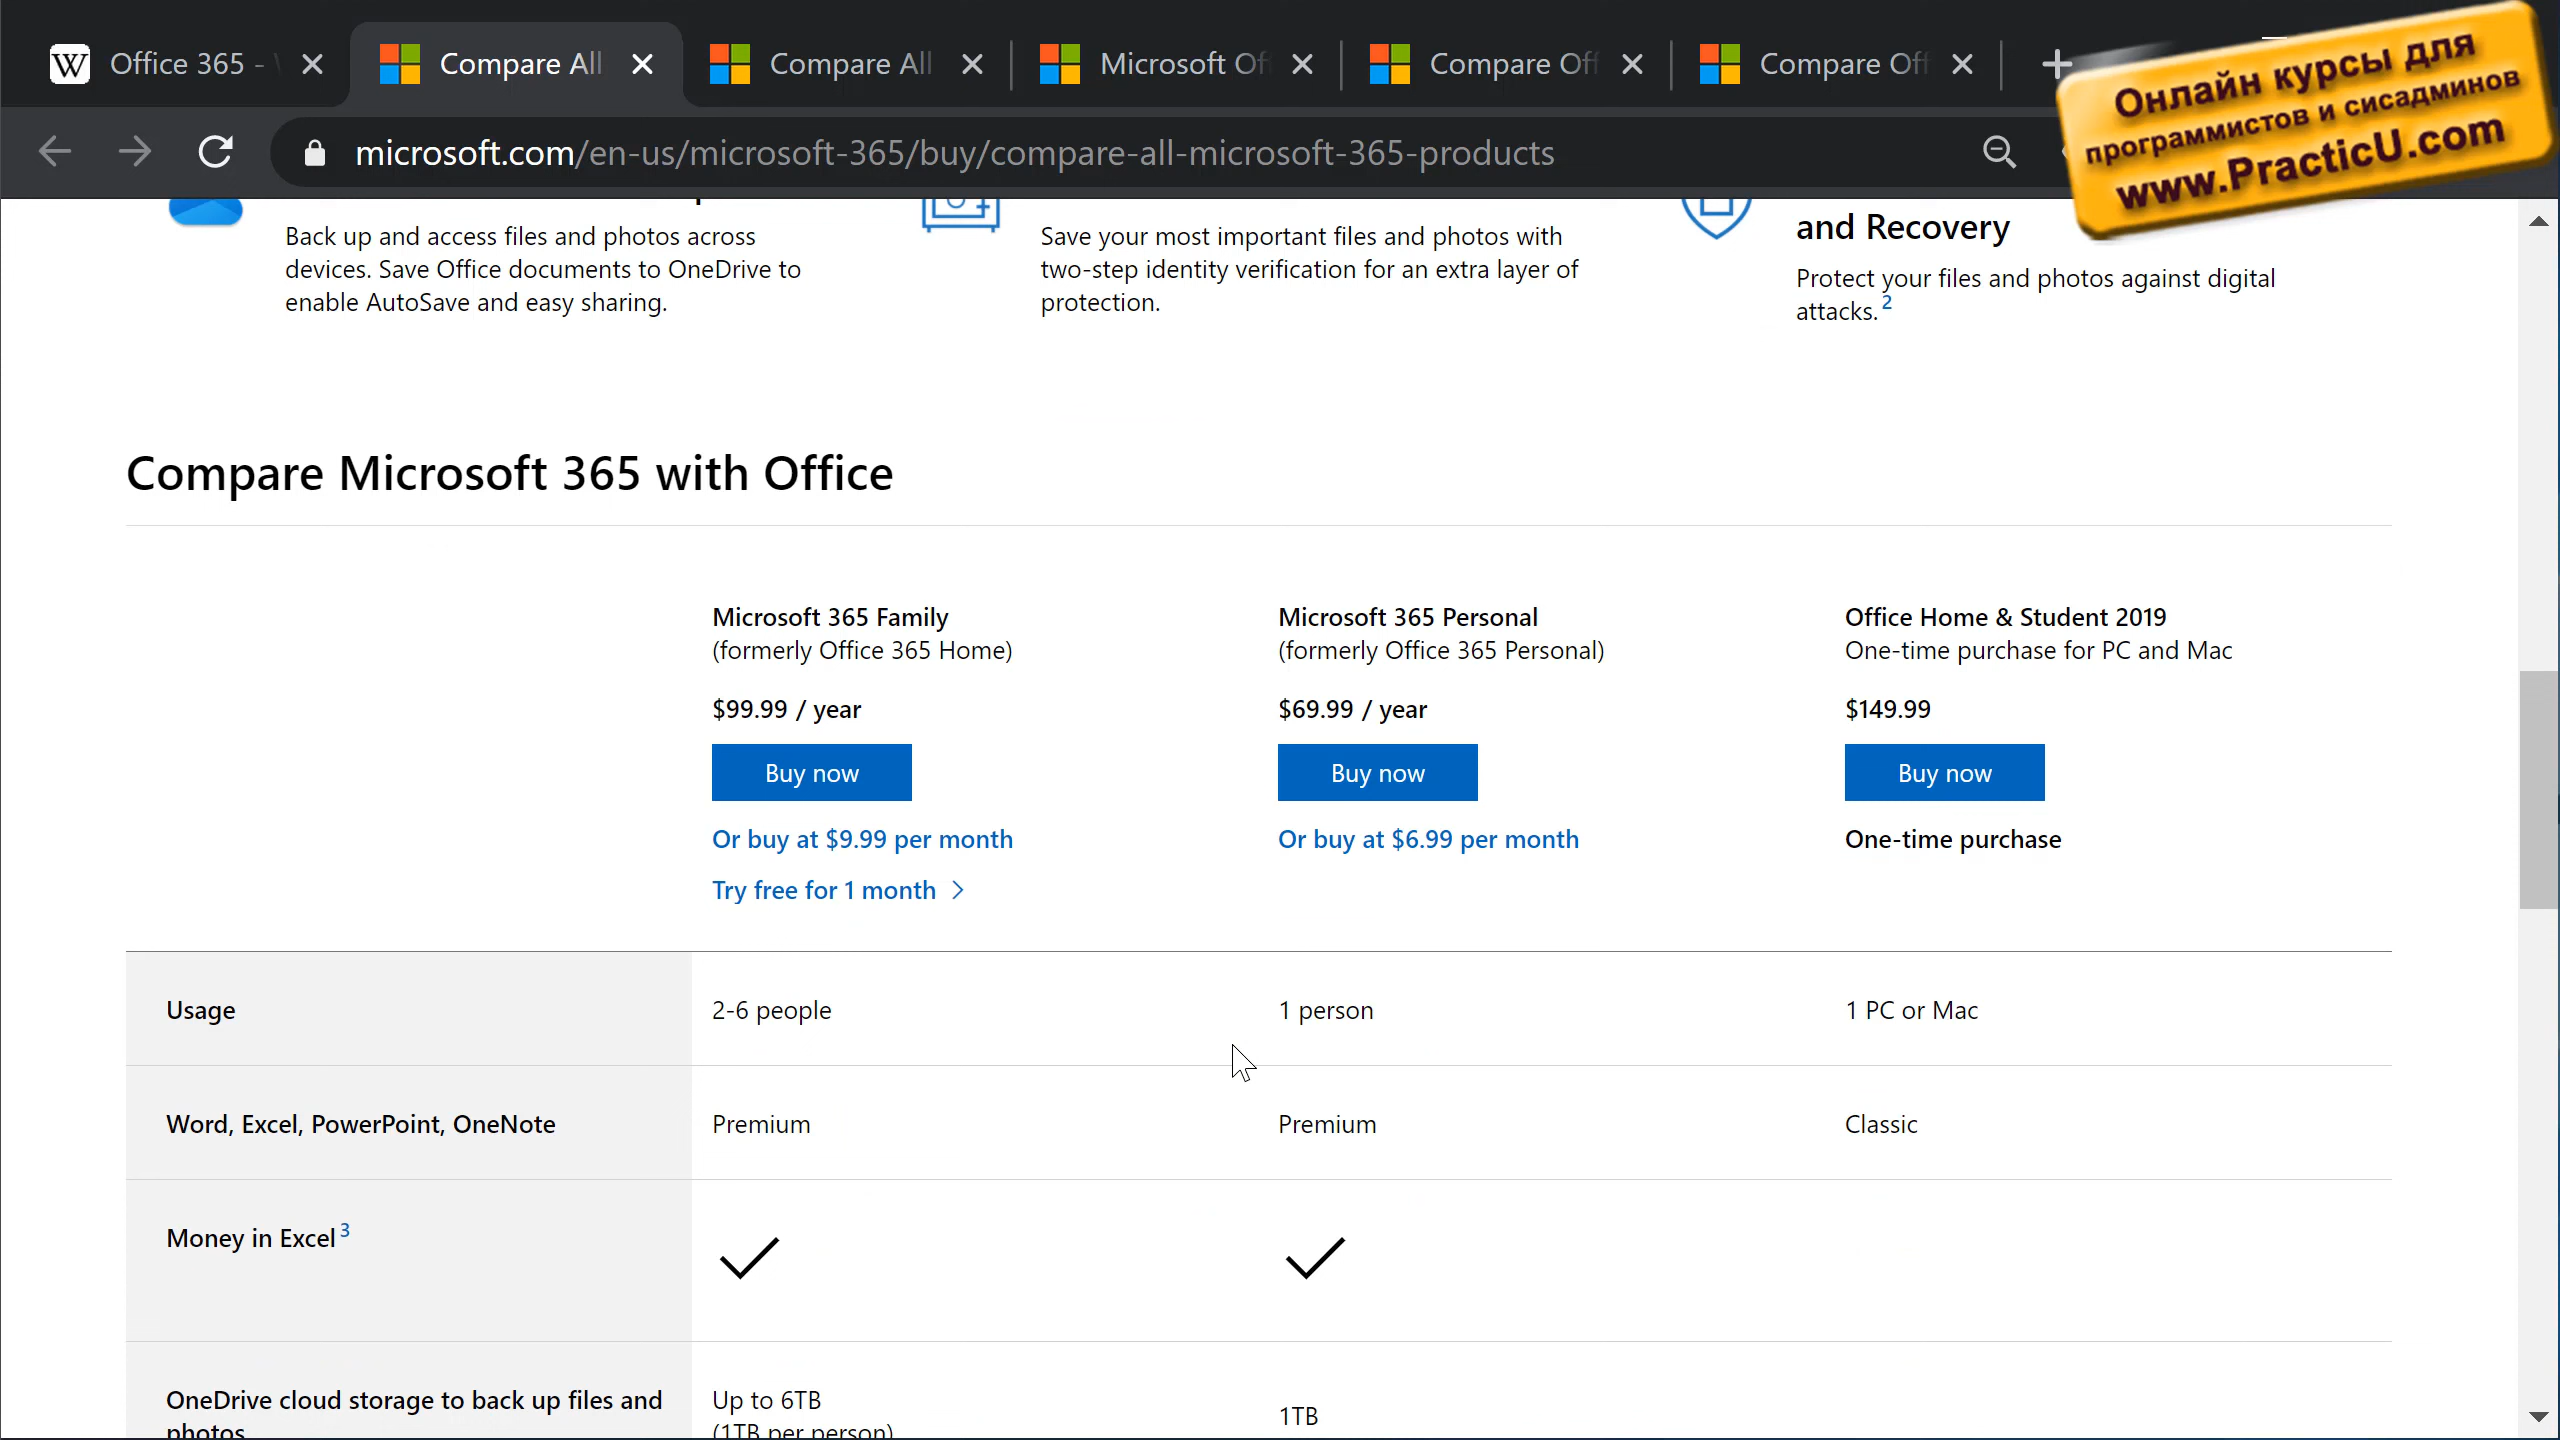 Office 365 -
Compare All
Compare All
Microsoft Of
Compare Off
Compare Off
Онлайн курсы для
программистов и сисадминов
www.PracticU.com
microsoft.com/en-us/microsoft-365/buy/compare-all-microsoft-365-products
Back up and access files and photos across
devices. Save Office documents to OneDrive to
enable AutoSave and easy sharing.
Save your most important files and photos with
two-step identity verification for an extra layer of
protection.
and Recovery
Protect your files and photos against digital
attacks. 2
Compare Microsoft 365 with Office
Microsoft 365 Family
(formerly Office 365 Home)
$99.99 / year
Buy now
Or buy at $9.99 per month
Try free for 1 month
Microsoft 365 Personal
(formerly Office 365 Personal)
$69.99 / year
Buy now
Or buy at $6.99 per month
Office Home & Student 2019
One-time purchase for PC and Mac
$149.99
Buy now
One-time purchase
Usage
2-6 people
1 person
1 PC or Mac
Word, Excel, PowerPoint, OneNote
Premium
Premium
Classic
Money in Excel 3
OneDrive cloud storage to back up files and
photos
Up to 6TB
(1TB per person)
1TB